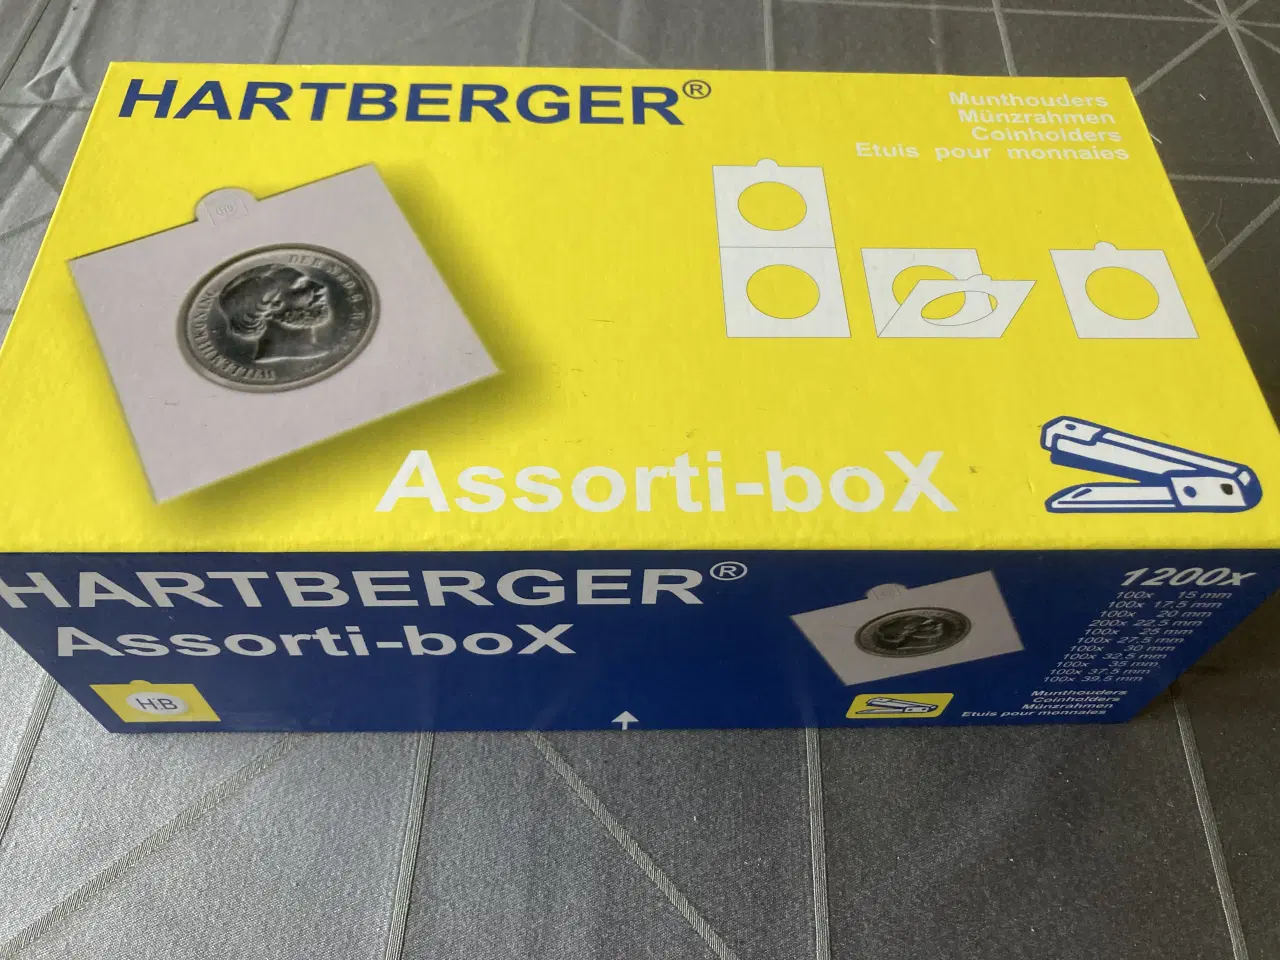 HARTBERGER®
Munthouders
Münzrahmen
Coinholders
Etuis pour monnaies
Assorti-boX
HARTBERGER®
Assorti-boX
HB
1200x
100x 15 mm
100x 17.5 mm
100x 20 mm
200x 22.5 mm
100x 25 mm
100x 27.5 mm
100x 30 mm
100x 32.5 mm
100x 35 mm
100x 37.5 mm
100x 39.5 mm
Munthouders
Coinholders
Münzrahmen
Etuis pour monnaies